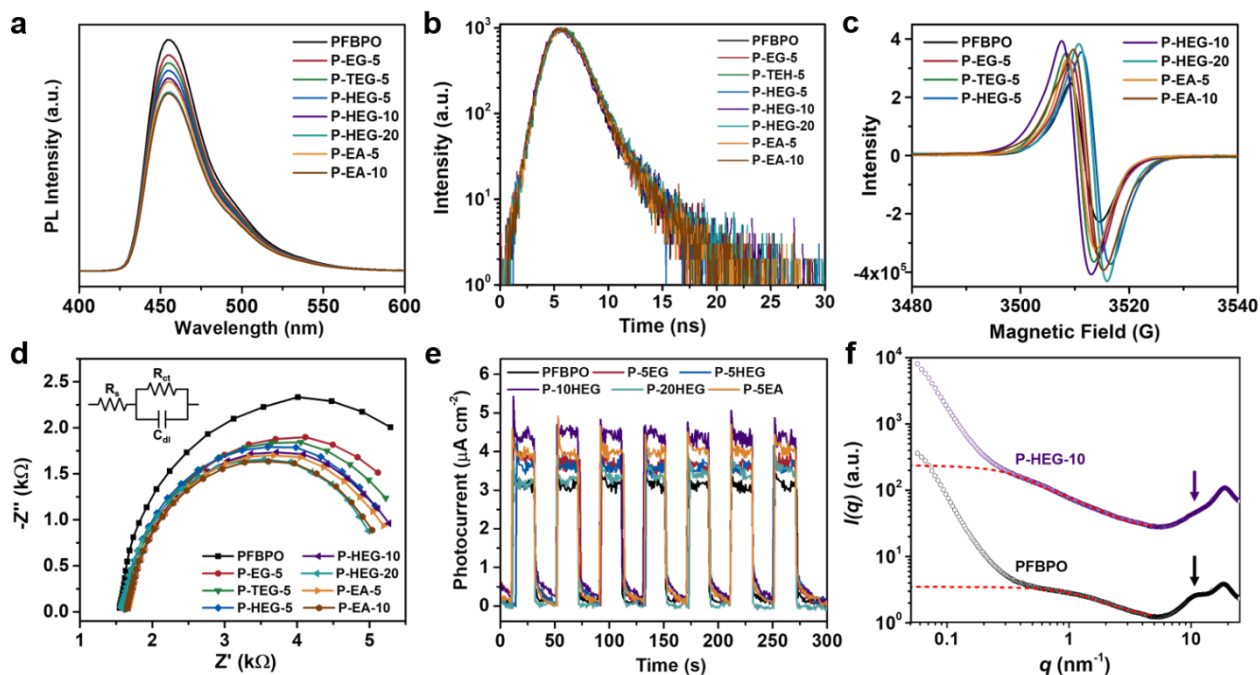 a
PL Intensity (a.u.)
PFBPO
P-EG-5
P-TEG-5
P-HEG-5
P-HEG-10
P-HEG-20
P-EA-5
P-EA-10
400 450 500 550 600
Wavelength (nm)
b
Intensity (a.u.)
10³
10²
10¹
10⁰
PFBPO
P-EG-5
P-TEH-5
P-HEG-5
P-HEG-10
P-HEG-20
P-EA-5
P-EA-10
0 5 10 15 20 25 30
Time (ns)
c
Intensity
4
2
0
-2
-4x10⁵
PFBPO
P-EG-5
P-TEG-5
P-HEG-5
P-HEG-10
P-HEG-20
P-EA-5
P-EA-10
3480 3500 3520 3540
Magnetic Field (G)
d
-Z'' (kΩ)
2.5
2.0
1.5
1.0
0.5
0.0
Rs
Rct
Cdl
PFBPO
P-EG-5
P-TEG-5
P-HEG-5
P-HEG-10
P-HEG-20
P-EA-5
P-EA-10
1 2 3 4 5
Z' (kΩ)
e
Photocurrent (μA cm⁻²)
8
7
6
5
4
3
2
1
0
PFBPO P-5EG P-5HEG
P-10HEG P-20HEG P-5EA
0 50 100 150 200 250 300
Time (s)
f
I(q) (a.u.)
10⁴
10³
10²
10¹
10⁰
P-HEG-10
PFBPO
0.1 1 10
q (nm⁻¹)